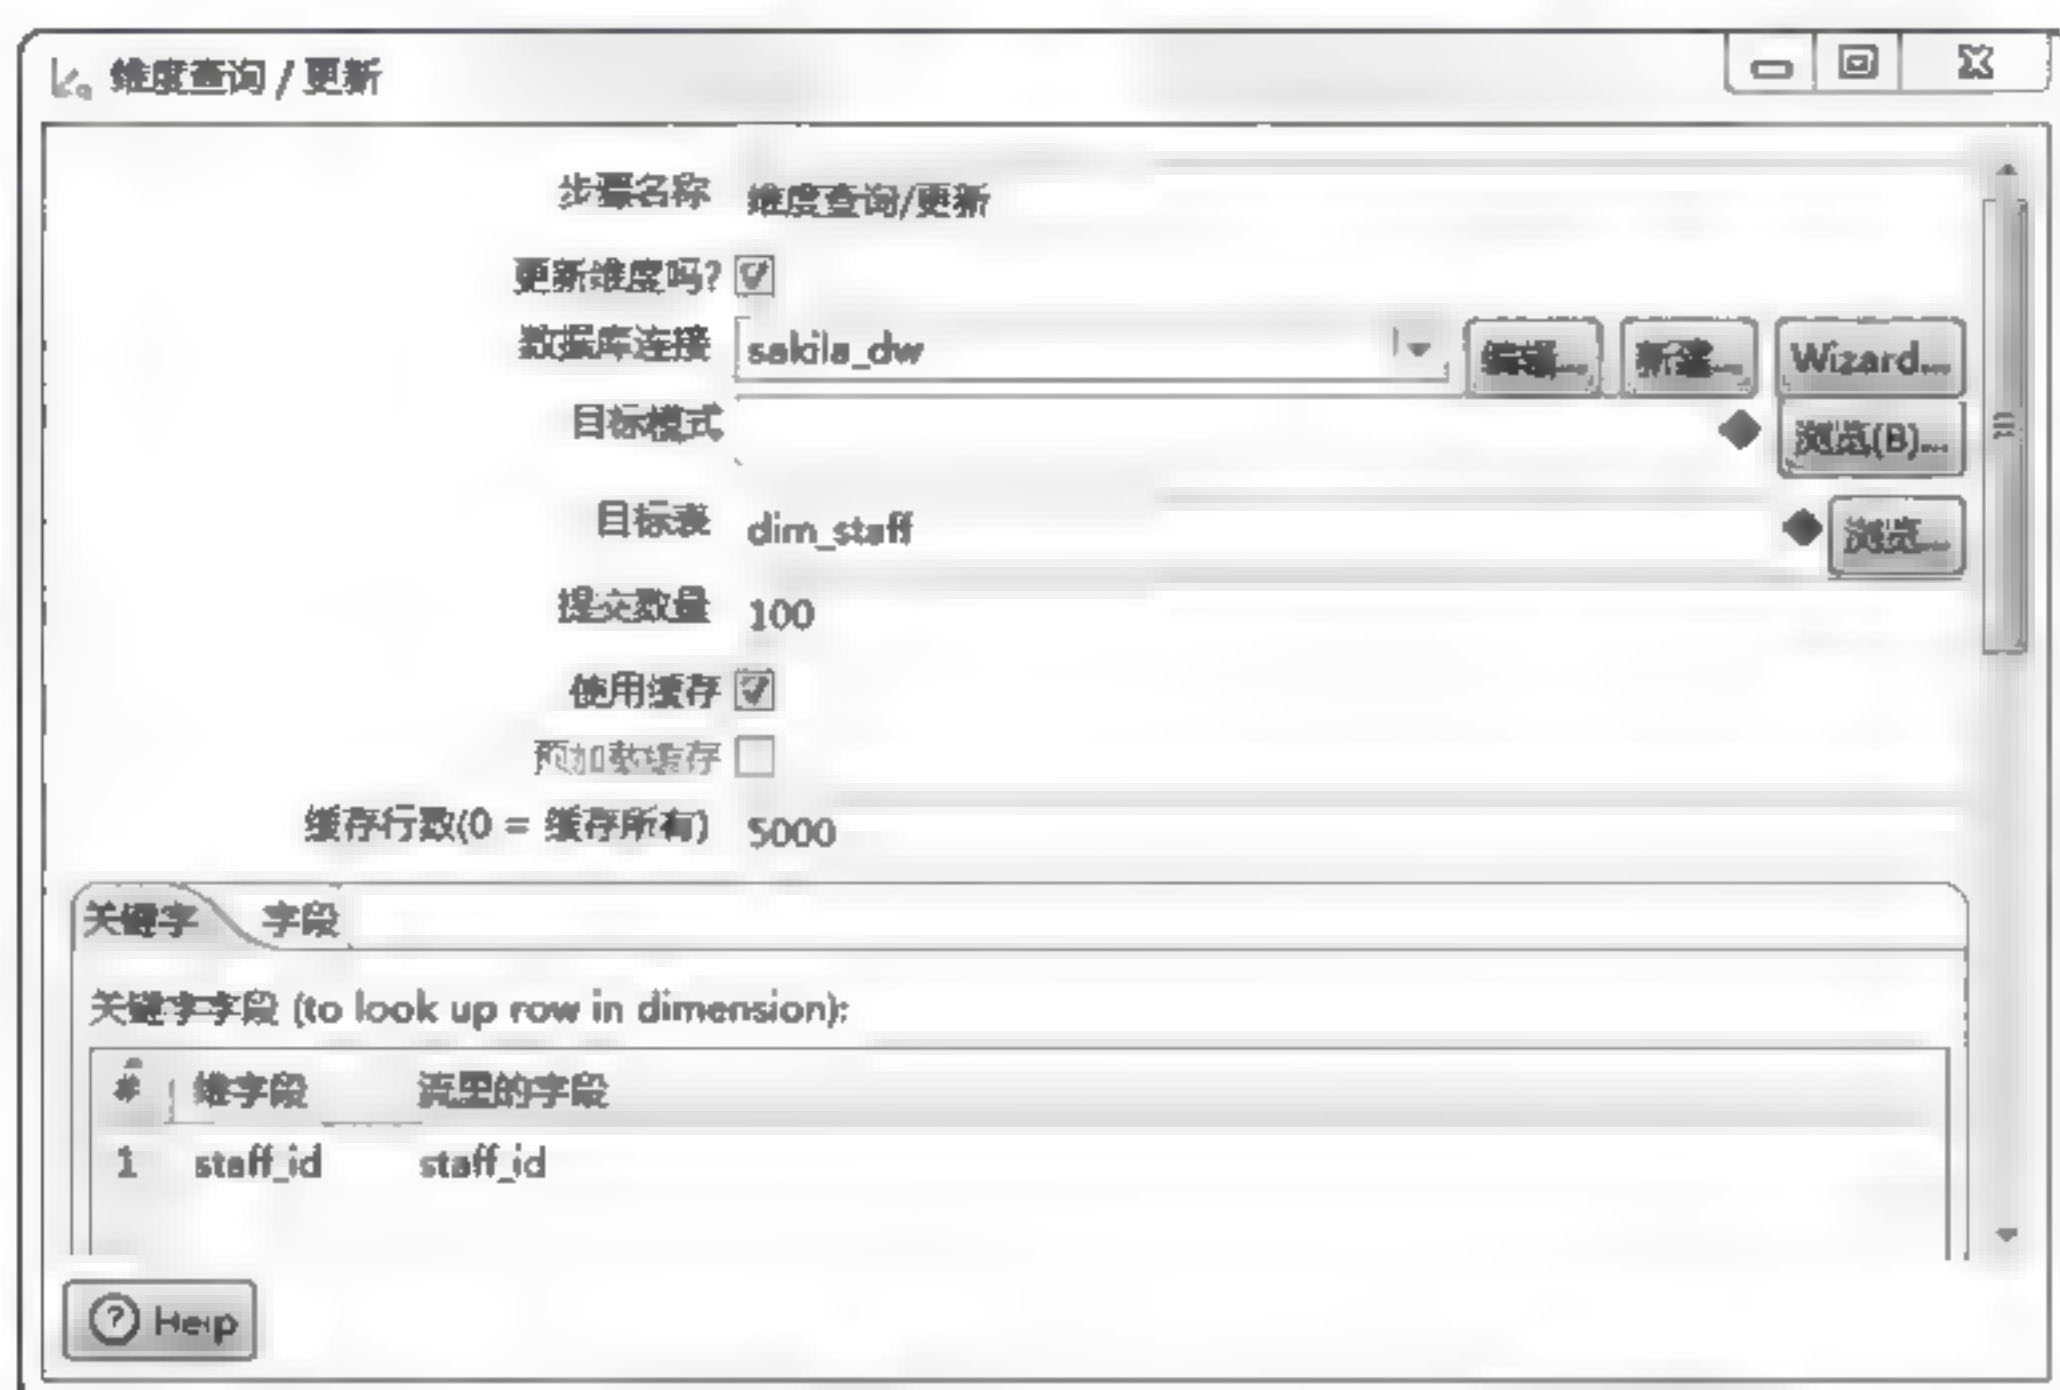 维度查询 / 更新
步骤名称 维度查询/更新
更新维度吗?
数据库连接 sakila_dw 编辑... 新建... Wizard...
目标模式 浏览(B)...
目标表 dim_staff 浏览...
提交数量 100
使用缓存
预加载缓存
缓存行数(0 = 缓存所有) 5000
关键字 字段
关键字字段 (to look up row in dimension):
# 维字段 流里的字段
1 staff_id staff_id
Help